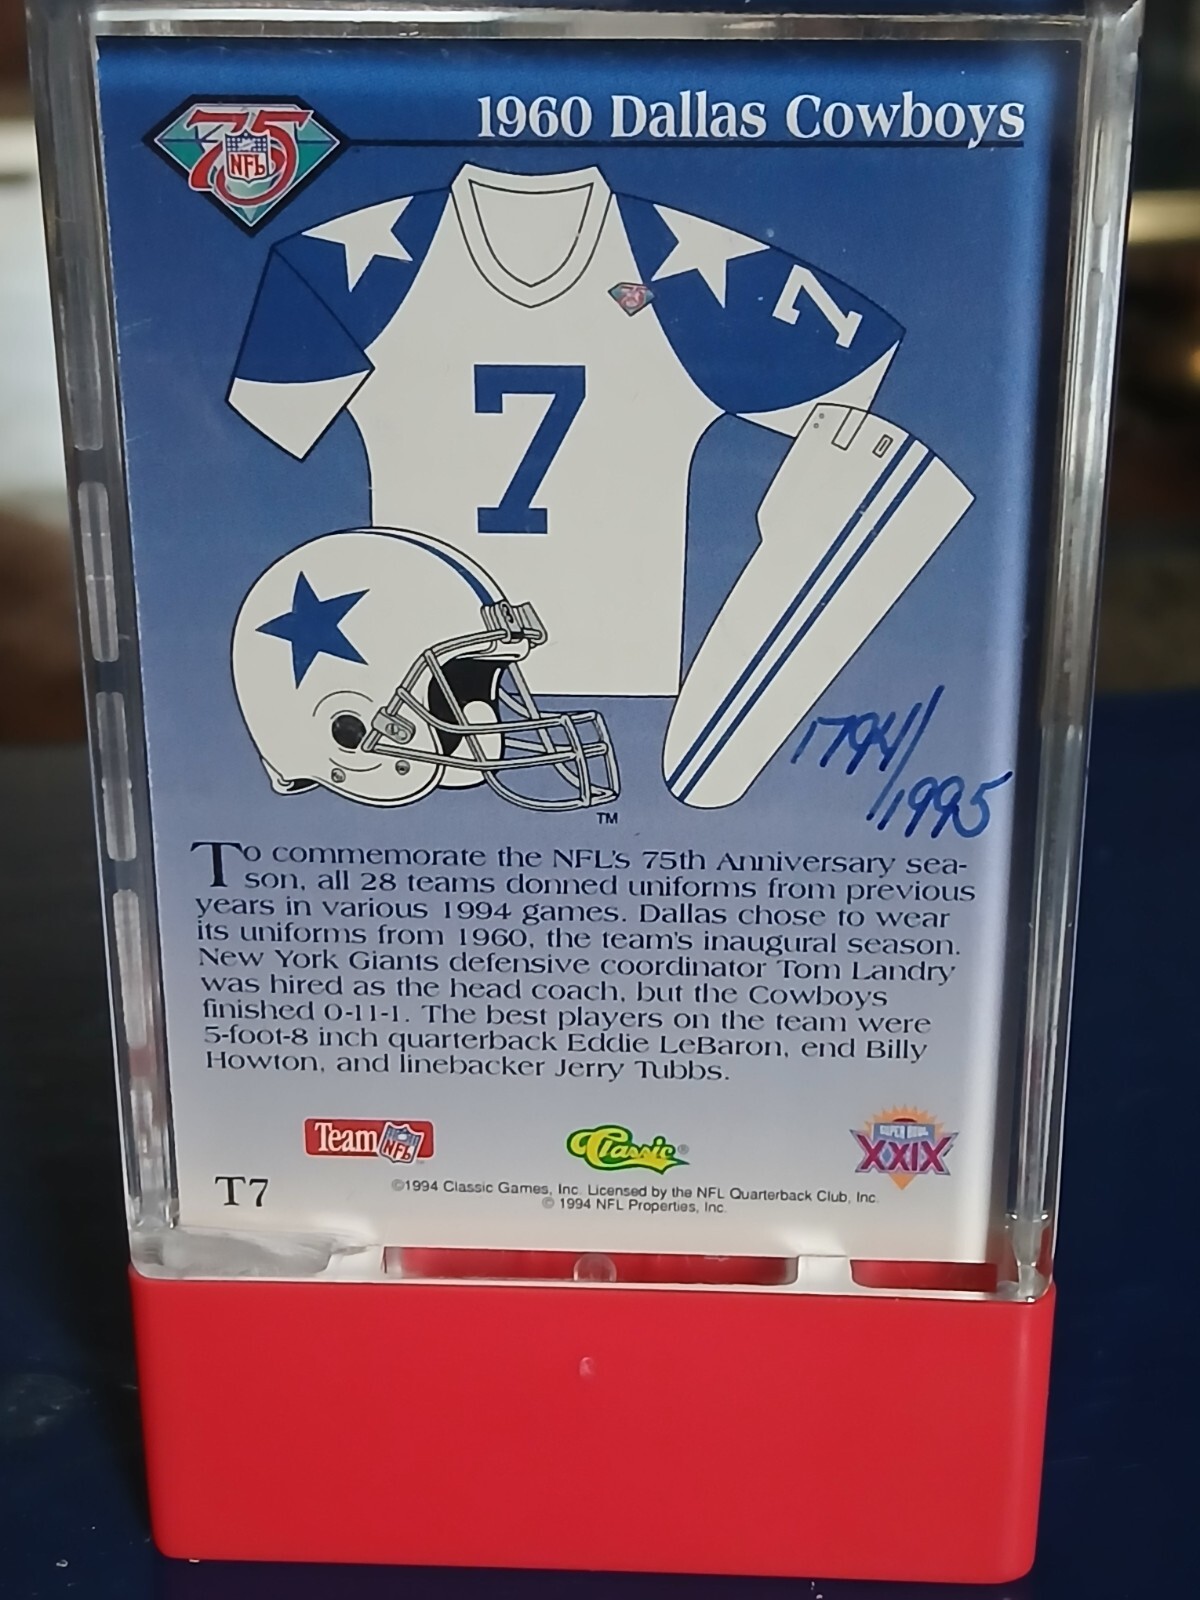 75
NFL
1960 Dallas Cowboys
7
75
7
TM
1794/
/1995
To commemorate the NFL's 75th Anniversary sea-
son, all 28 teams donned uniforms from previous
years in various 1994 games. Dallas chose to wear
its uniforms from 1960, the team's inaugural season.
New York Giants defensive coordinator Tom Landry
was hired as the head coach, but the Cowboys
finished 0-11-1. The best players on the team were
5-foot-8 inch quarterback Eddie LeBaron, end Billy
Howton, and linebacker Jerry Tubbs.
Team NFL
Classic®
SUPER BOWL
XXIX
T7
©1994 Classic Games, Inc. Licensed by the NFL Quarterback Club, Inc.
© 1994 NFL Properties, Inc.